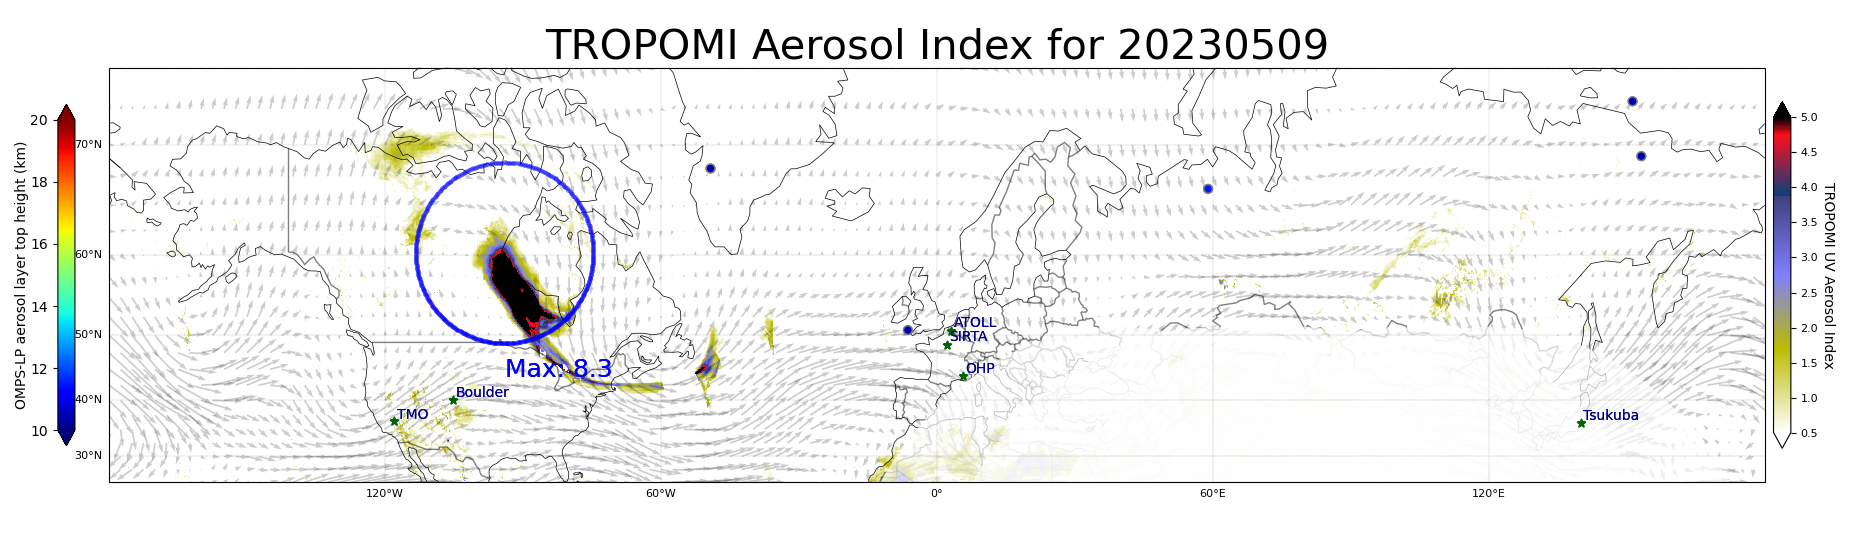 TROPOMI Aerosol Index for 20230509
OMPS-LP aerosol layer top height (km)
20
18
16
14
12
10
70°N
60°N
50°N
40°N
30°N
120°W
60°W
0°
60°E
120°E
Max: 8.3
Boulder
TMO
ATOLL
SIRTA
OHP
Tsukuba
5.0
4.5
4.0
3.5
3.0
2.5
2.0
1.5
1.0
0.5
TROPOMI UV Aerosol Index